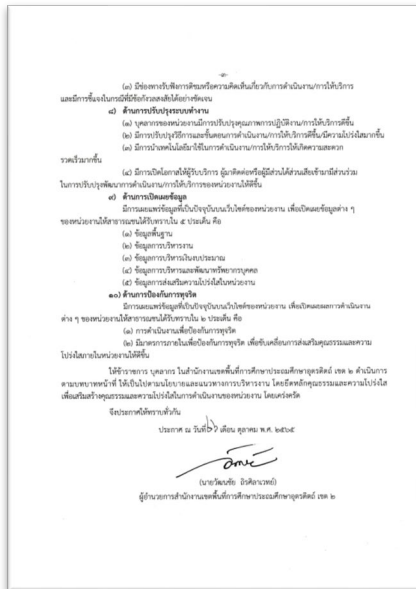 -๔-
(๓) มีช่องทางรับฟังการติชมหรือความคิดเห็นเกี่ยวกับการดำเนินงาน/การให้บริการ
และมีการชี้แจงในกรณีที่มีข้อกังวลสงสัยได้อย่างชัดเจน
๘) ด้านการปรับปรุงระบบทำงาน
(๑) บุคลากรของหน่วยงานมีการปรับปรุงคุณภาพการปฏิบัติงาน/การให้บริการดีขึ้น
(๒) มีการปรับปรุงวิธีการและขั้นตอนการดำเนินงาน/การให้บริการดีขึ้น/มีความโปร่งใสมากขึ้น
(๓) มีการนำเทคโนโลยีมาใช้ในการดำเนินงาน/การให้บริการให้เกิดความสะดวก
รวดเร็วมากขึ้น
(๔) มีการเปิดโอกาสให้ผู้รับบริการ ผู้มาติดต่อหรือผู้มีส่วนได้ส่วนเสียเข้ามามีส่วนร่วม
ในการปรับปรุงพัฒนาการดำเนินงาน/การให้บริการของหน่วยงานให้ดีขึ้น
๙) ด้านการเปิดเผยข้อมูล
มีการเผยแพร่ข้อมูลที่เป็นปัจจุบันบนเว็บไซต์ของหน่วยงาน เพื่อเปิดเผยข้อมูลต่าง ๆ
ของหน่วยงานให้สาธารณชนได้รับทราบใน ๕ ประเด็น คือ
(๑) ข้อมูลพื้นฐาน
(๒) ข้อมูลการบริหารงาน
(๓) ข้อมูลการบริหารเงินงบประมาณ
(๔) ข้อมูลการบริหารและพัฒนาทรัพยากรบุคคล
(๕) ข้อมูลการส่งเสริมความโปร่งใสในหน่วยงาน
๑๐) ด้านการป้องกันการทุจริต
มีการเผยแพร่ข้อมูลที่เป็นปัจจุบันบนเว็บไซต์ของหน่วยงาน เพื่อเปิดเผยผลการดำเนินงาน
ต่าง ๆ ของหน่วยงานให้สาธารณชนได้รับทราบใน ๒ ประเด็น คือ
(๑) การดำเนินงานเพื่อป้องกันการทุจริต
(๒) มีมาตรการภายในเพื่อป้องกันการทุจริต เพื่อขับเคลื่อนการส่งเสริมคุณธรรมและความ
โปร่งใสภายในหน่วยงานให้ดีขึ้น
ให้ข้าราชการ บุคลากร ในสำนักงานเขตพื้นที่การศึกษาประถมศึกษาอุตรดิตถ์ เขต ๒ ดำเนินการ
ตามบทบาทหน้าที่ ให้เป็นไปตามนโยบายและแนวทางการบริหารงาน โดยยึดหลักคุณธรรมและความโปร่งใส
เพื่อเสริมสร้างคุณธรรมและความโปร่งใสในการดำเนินงานของหน่วยงาน โดยเคร่งครัด
จึงประกาศให้ทราบทั่วกัน
ประกาศ ณ วันที่ ๒๖ เดือน ตุลาคม พ.ศ. ๒๕๖๕
(นายวัฒนชัย ถิรศิลาเวทย์)
ผู้อำนวยการสำนักงานเขตพื้นที่การศึกษาประถมศึกษาอุตรดิตถ์ เขต ๒